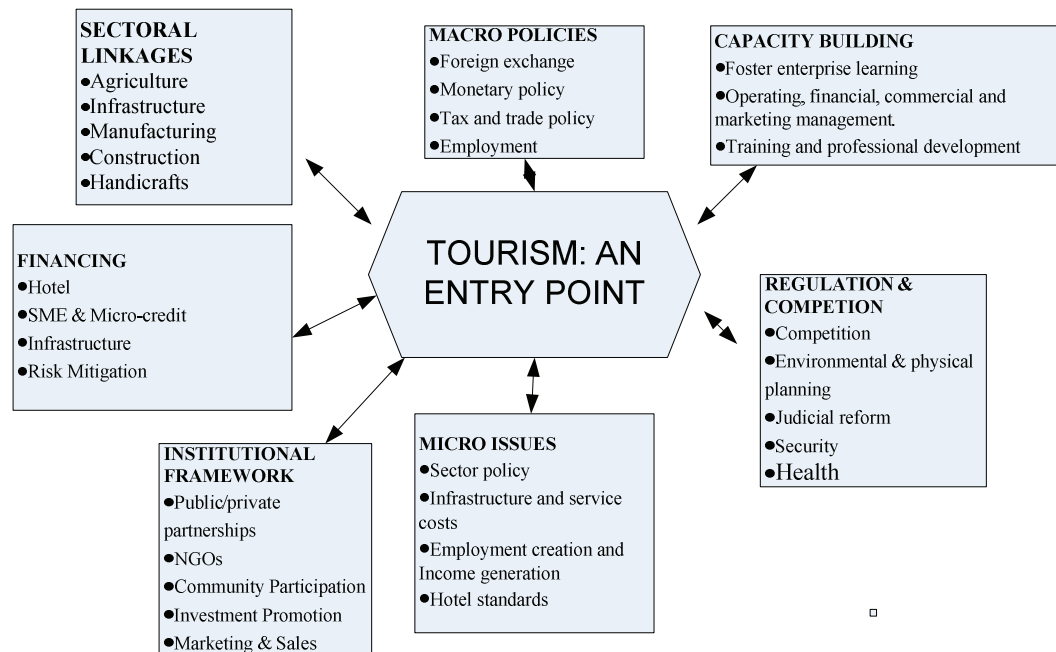 SECTORAL
LINKAGES
●Agriculture
●Infrastructure
●Manufacturing
●Construction
●Handicrafts
MACRO POLICIES
●Foreign exchange
●Monetary policy
●Tax and trade policy
●Employment
CAPACITY BUILDING
●Foster enterprise learning
●Operating, financial, commercial and
marketing management.
●Training and professional development
TOURISM: AN
ENTRY POINT
FINANCING
●Hotel
●SME & Micro-credit
●Infrastructure
●Risk Mitigation
REGULATION &
COMPETION
●Competition
●Environmental & physical
planning
●Judicial reform
●Security
●Health
INSTITUTIONAL
FRAMEWORK
●Public/private
partnerships
●NGOs
●Community Participation
●Investment Promotion
●Marketing & Sales
MICRO ISSUES
●Sector policy
●Infrastructure and service
costs
●Employment creation and
Income generation
●Hotel standards